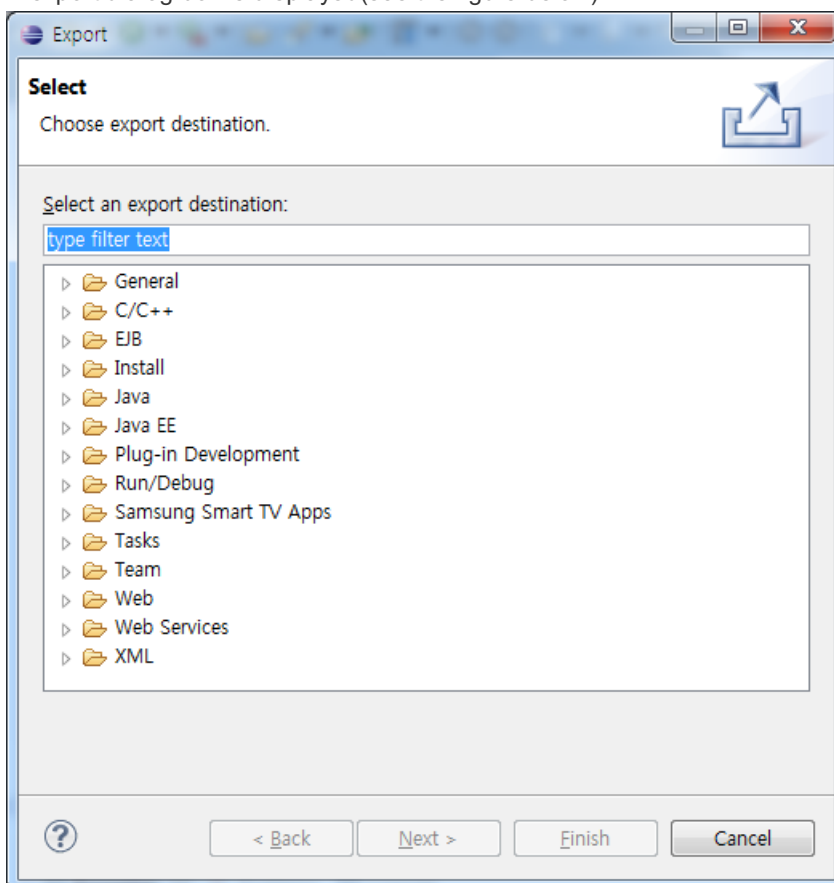 Export
Select
Choose export destination.
Select an export destination:
type filter text
General
C/C++
EJB
Install
Java
Java EE
Plug-in Development
Run/Debug
Samsung Smart TV Apps
Tasks
Team
Web
Web Services
XML
?
< Back Next > Finish Cancel